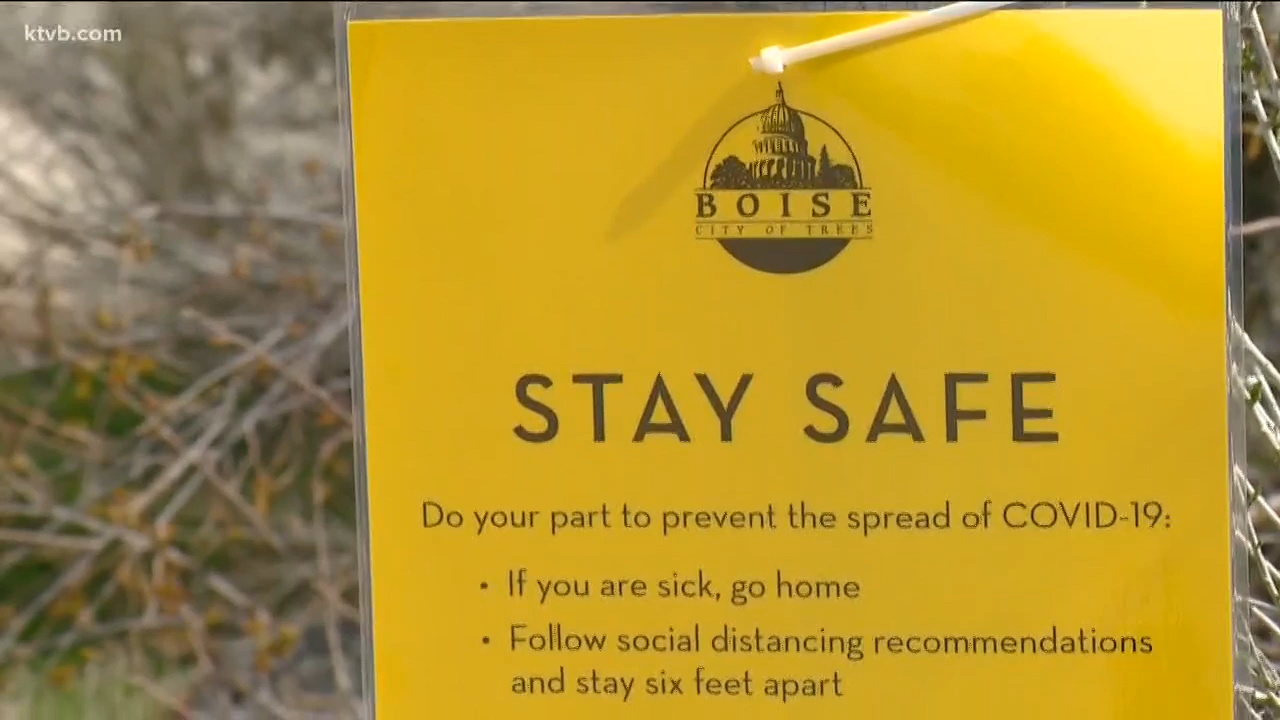 ktvb.com
BOISE
CITY OF TREES
STAY SAFE
Do your part to prevent the spread of COVID-19:
• If you are sick, go home
• Follow social distancing recommendations
and stay six feet apart